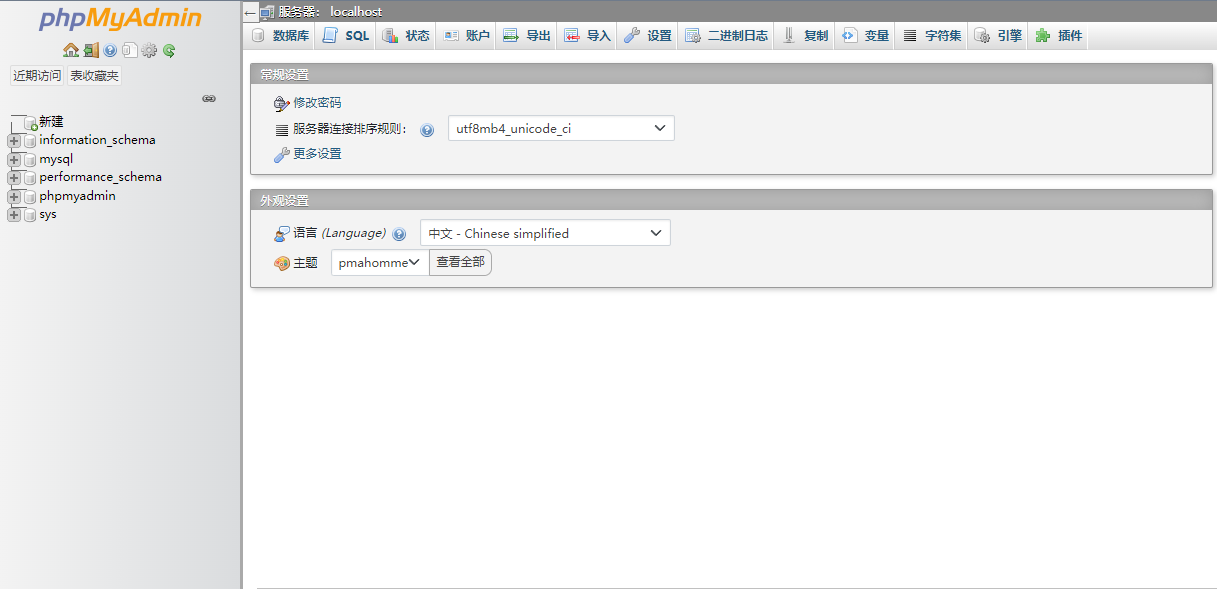 phpMyAdmin
近期访问 表收藏夹
新建
information_schema
mysql
performance_schema
phpmyadmin
sys
服务器: localhost
数据库 SQL 状态 账户 导出 导入 设置 二进制日志 复制 变量 字符集 引擎 插件
常规设置
修改密码
服务器连接排序规则: utf8mb4_unicode_ci
更多设置
外观设置
语言 (Language) 中文 - Chinese simplified
主题 pmahomme 查看全部